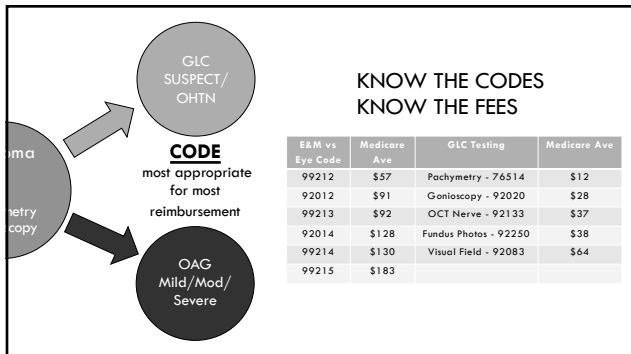 GLC
SUSPECT/
OHTN
oma
metry
copy
CODE
most appropriate
for most
reimbursement
OAG
Mild/Mod/
Severe
KNOW THE CODES
KNOW THE FEES
E&M vs Eye Code Medicare Ave GLC Testing Medicare Ave
99212 $57 Pachymetry - 76514 $12
92012 $91 Gonioscopy - 92020 $28
99213 $92 OCT Nerve - 92133 $37
92014 $128 Fundus Photos - 92250 $38
99214 $130 Visual Field - 92083 $64
99215 $183